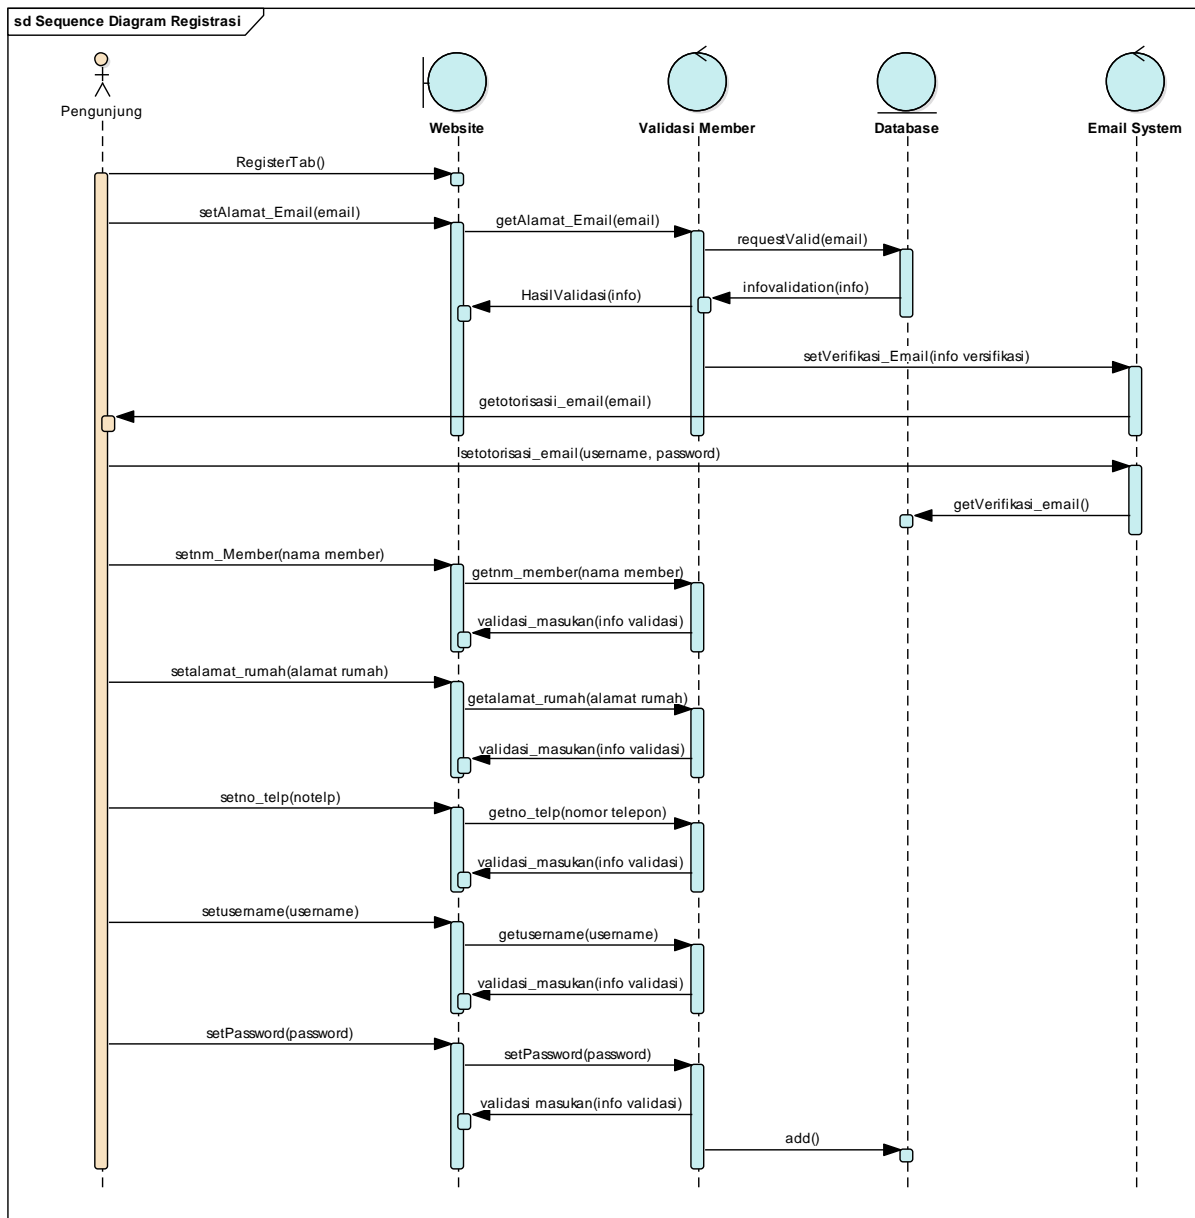 sd Sequence Diagram Registrasi
Pengunjung
Website
Validasi Member
Database
Email System
RegisterTab()
setAlamat_Email(email)
getAlamat_Email(email)
requestValid(email)
infovalidation(info)
HasilValidasi(info)
setVerifikasi_Email(info versifikasi)
getotorisasii_email(email)
setotorisasi_email(username, password)
getVerifikasi_email()
setnm_Member(nama member)
getnm_member(nama member)
validasi_masukan(info validasi)
setalamat_rumah(alamat rumah)
getalamat_rumah(alamat rumah)
validasi_masukan(info validasi)
setno_telp(notelp)
getno_telp(nomor telepon)
validasi_masukan(info validasi)
setusername(username)
getusername(username)
validasi_masukan(info validasi)
setPassword(password)
setPassword(password)
validasi masukan(info validasi)
add()